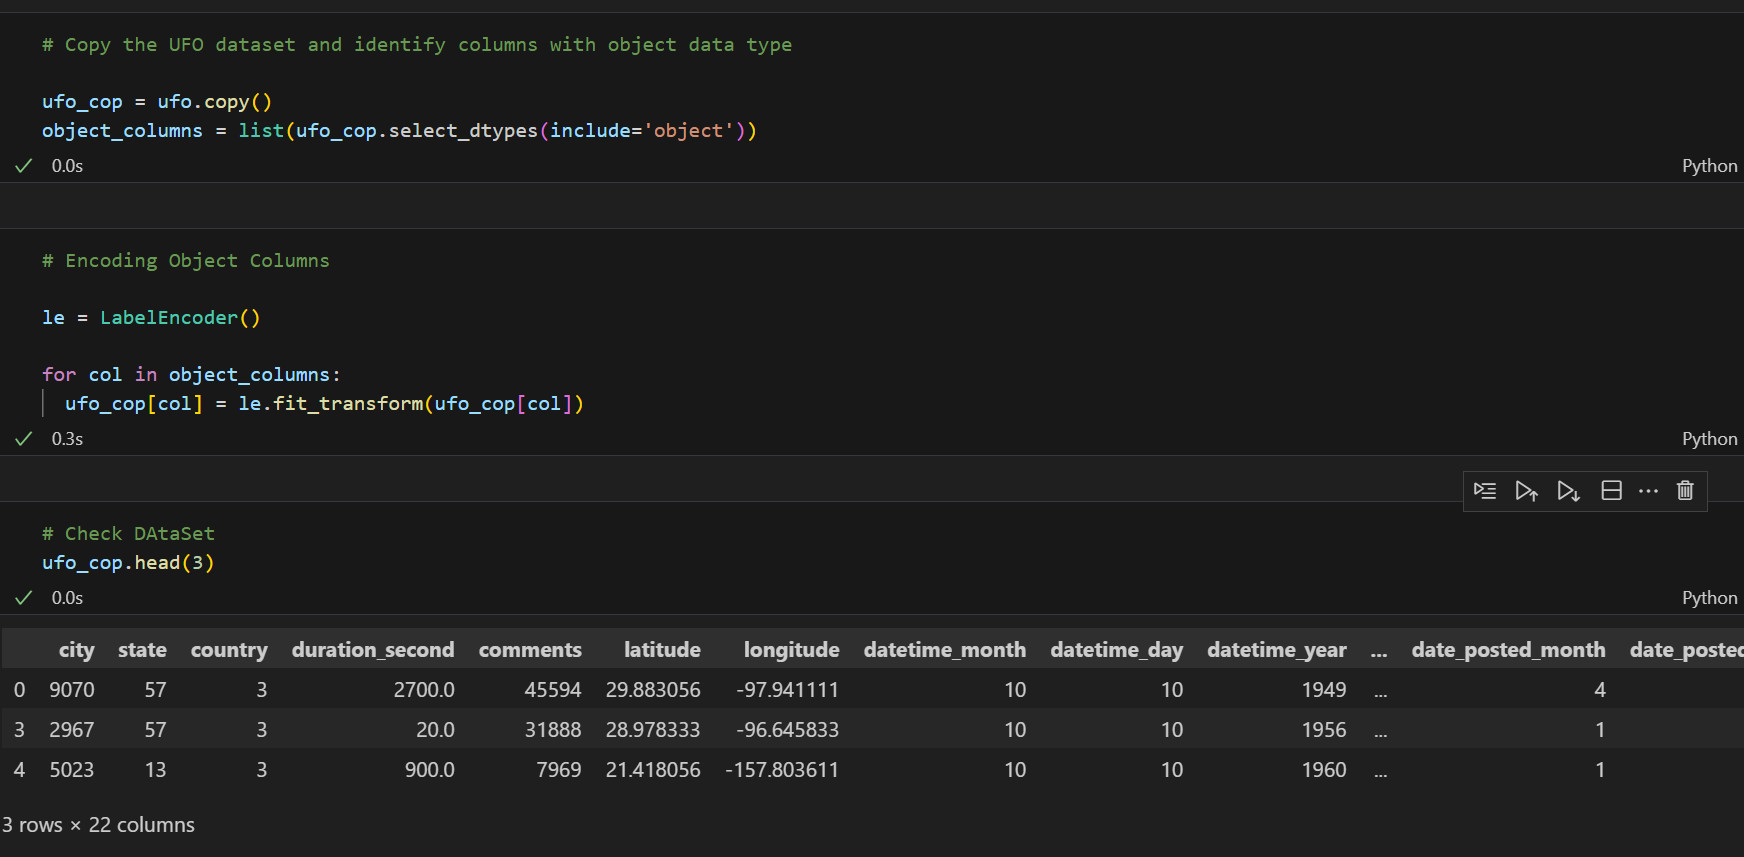 # Copy the UFO dataset and identify columns with object data type
ufo_cop = ufo.copy()
object_columns = list(ufo_cop.select_dtypes(include='object'))
0.0s
Python
# Encoding Object Columns
le = LabelEncoder()
for col in object_columns:
ufo_cop[col] = le.fit_transform(ufo_cop[col])
0.3s
Python
# Check DAtaSet
ufo_cop.head(3)
0.0s
Python
city state country duration_second comments latitude longitude datetime_month datetime_day datetime_year ... date_posted_month date_posted
0 9070 57 3 2700.0 45594 29.883056 -97.941111 10 10 1949 ... 4
3 2967 57 3 20.0 31888 28.978333 -96.645833 10 10 1956 ... 1
4 5023 13 3 900.0 7969 21.418056 -157.803611 10 10 1960 ... 1
3 rows × 22 columns